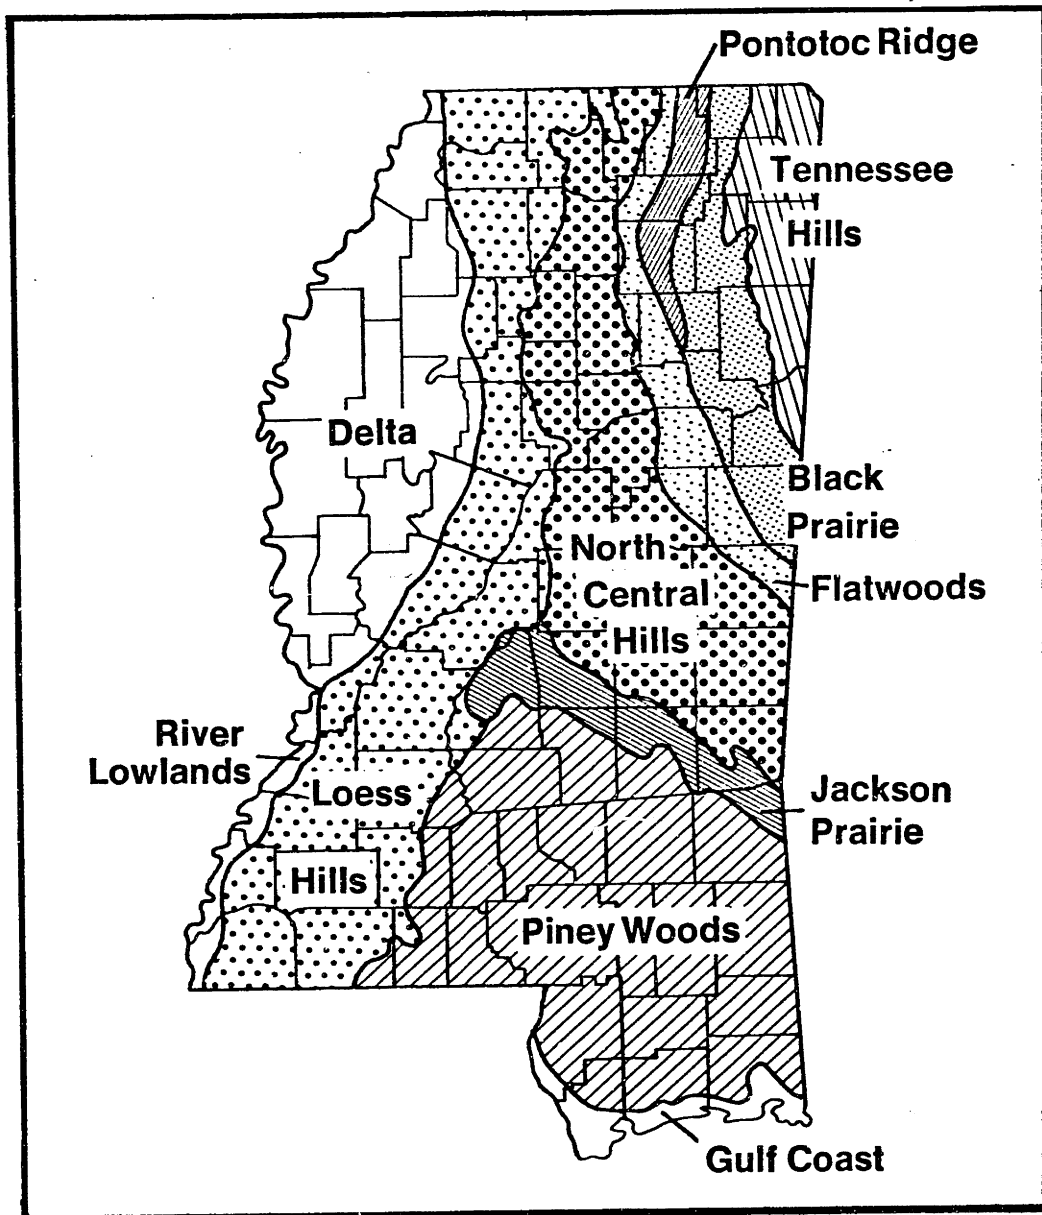 Pontotoc Ridge
Tennessee
Hills
Delta
Black
Prairie
North
Central
Hills
Flatwoods
River
Lowlands
Loess
Hills
Jackson
Prairie
Piney Woods
Gulf Coast